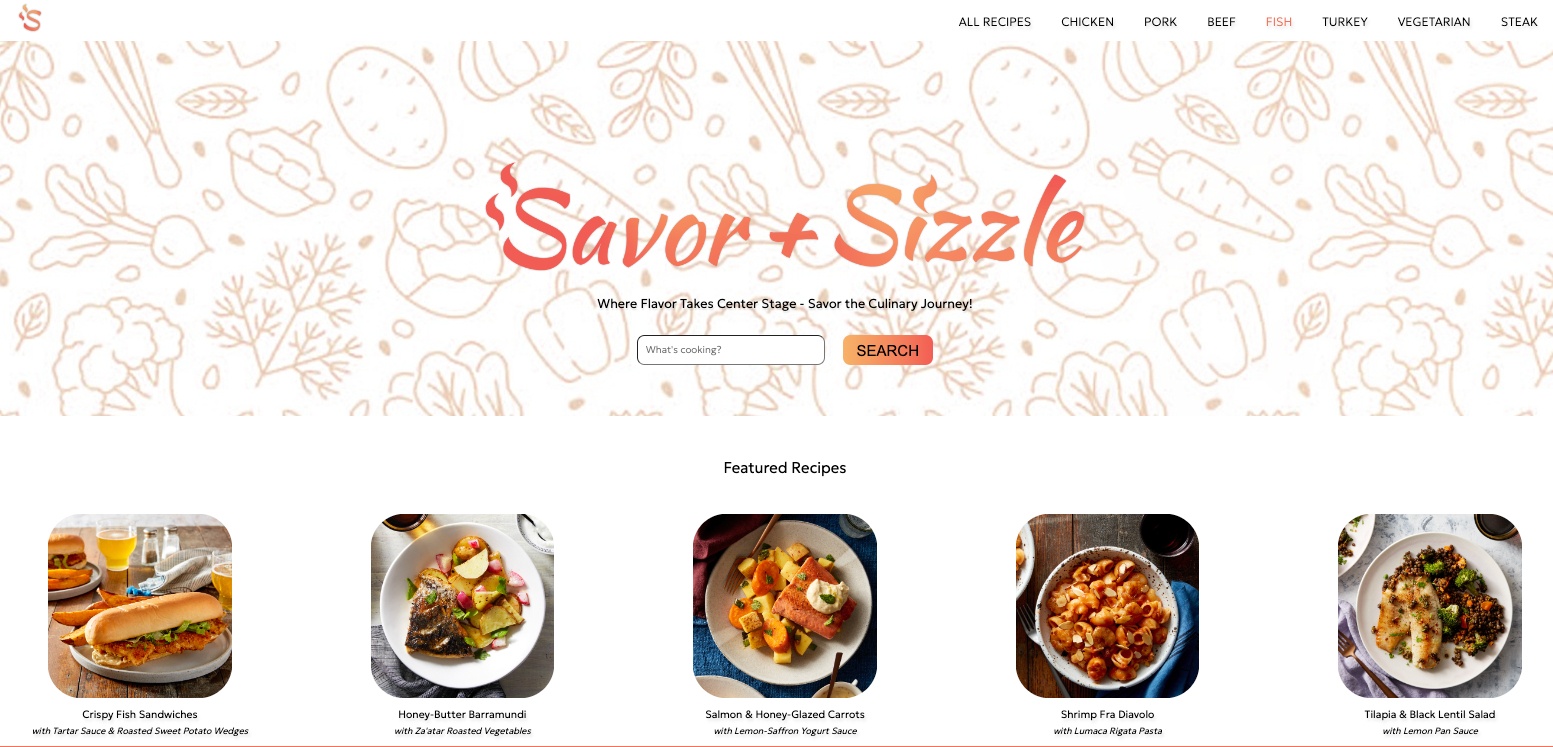 S
ALL RECIPES CHICKEN PORK BEEF FISH TURKEY VEGETARIAN STEAK
Savor + Sizzle
Where Flavor Takes Center Stage - Savor the Culinary Journey!
What's cooking? SEARCH
Featured Recipes
Crispy Fish Sandwiches
with Tartar Sauce & Roasted Sweet Potato Wedges
Honey-Butter Barramundi
with Za'atar Roasted Vegetables
Salmon & Honey-Glazed Carrots
with Lemon-Saffron Yogurt Sauce
Shrimp Fra Diavolo
with Lumaca Rigata Pasta
Tilapia & Black Lentil Salad
with Lemon Pan Sauce